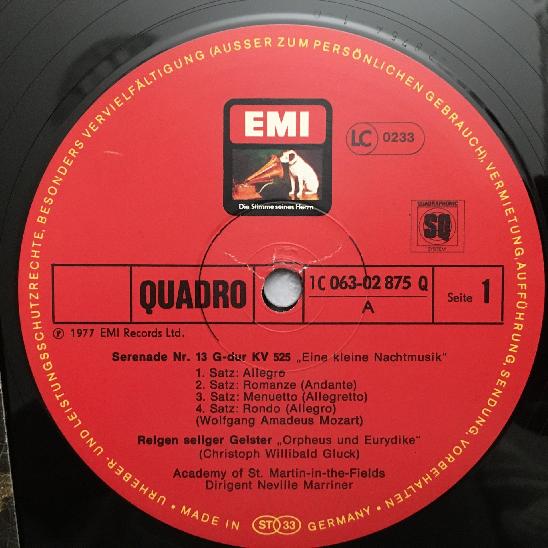 URHEBER- UND LEISTUNGSSCHUTZRECHTE, BESONDERS VERVIELFÄLTIGUNG (AUSSER ZUM PERSÖNLICHEN GEBRAUCH), VERMIETUNG, AUFFÜHRUNG, SENDUNG, VORBEHALTEN •
EMI
LC 0233
Die Stimme seines Herrn
QUADRAPHONIC
SQ
SYSTEM
QUADRO
1C 063-02 875 Q
A
Seite 1
℗ 1977 EMI Records Ltd.
Serenade Nr. 13 G-dur KV 525 „Eine kleine Nachtmusik"
1. Satz: Allegro
2. Satz: Romanze (Andante)
3. Satz: Menuetto (Allegretto)
4. Satz: Rondo (Allegro)
(Wolfgang Amadeus Mozart)
Reigen seliger Geister „Orpheus und Eurydike"
(Christoph Willibald Gluck)
Academy of St. Martin-in-the-Fields
Dirigent Neville Marriner
• MADE IN ST 33 GERMANY •